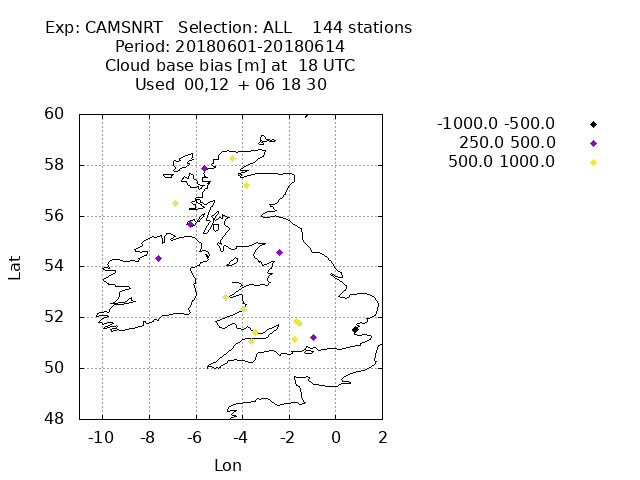 Exp: CAMSNRT   Selection: ALL    144 stations
Period: 20180601-20180614
Cloud base bias [m] at  18 UTC
Used  00,12  + 06 18 30
-1000.0 -500.0
250.0 500.0
500.0 1000.0
60
58
56
54
52
50
48
Lat
-10 -8 -6 -4 -2 0 2
Lon